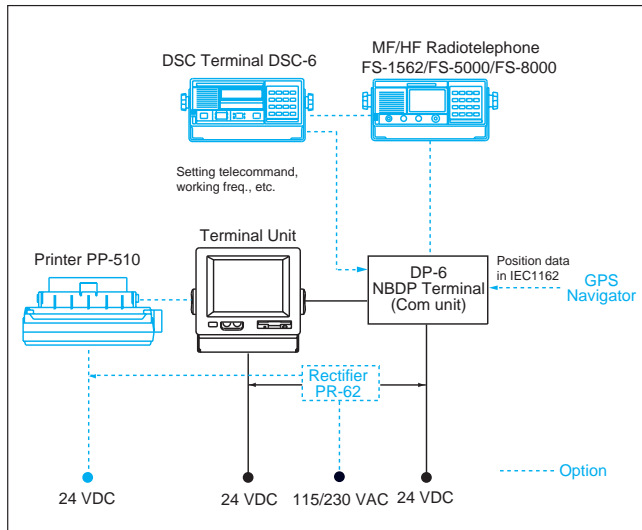 DSC Terminal DSC-6
MF/HF Radiotelephone
FS-1562/FS-5000/FS-8000
Setting telecommand,
working freq., etc.
Terminal Unit
Printer PP-510
DP-6
NBDP Terminal
(Com unit)
Position data
in IEC1162
GPS
Navigator
Rectifier
PR-62
Option
24 VDC
24 VDC
115/230 VAC
24 VDC